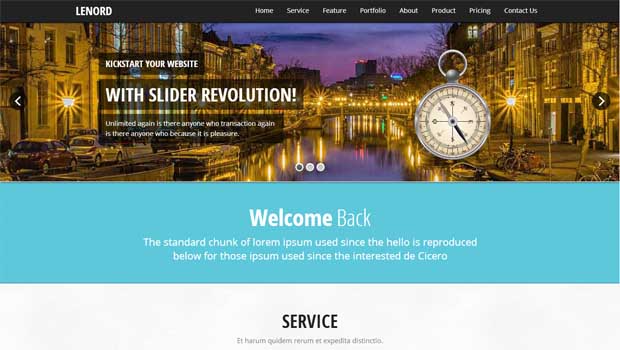 LENORD
Home Service Feature Portfolio About Product Pricing Contact Us
KICKSTART YOUR WEBSITE
WITH SLIDER REVOLUTION!
Unlimited again is there anyone who transaction again
is there anyone who because it is pleasure.
Welcome Back
The standard chunk of lorem ipsum used since the hello is reproduced
below for those ipsum used since the interested de Cicero
SERVICE
Et harum quidem rerum et expedita distinctio.